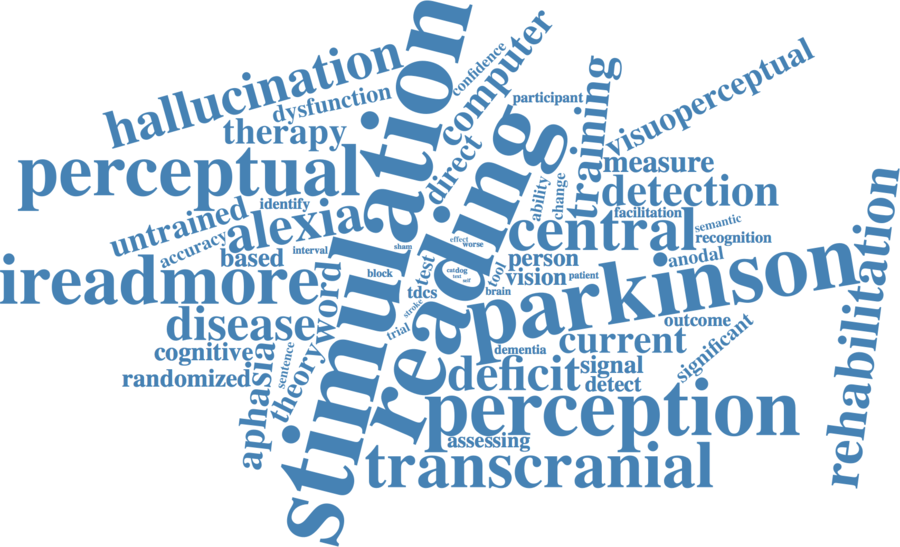 stimulation
computer
confidence
hallucination
dysfunction
therapy
participant
training
visuoperceptual
perceptual
direct
reading
measure
detection
identify
ability
change
facilitation
untrained
alexia
accuracy
central
semantic
recognition
rehabilitation
based
interval
sham
effect
worse
person
anodal
ireadmore
word
block
test
catdog
text
self
tool
vision
patient
parkinson
tdcs
brain
disease
stroke
trial
outcome
cognitive
sentence
theory
dementia
current
significant
randomized
aphasia
deficit
signal
detect
perception
assessing
transcranial